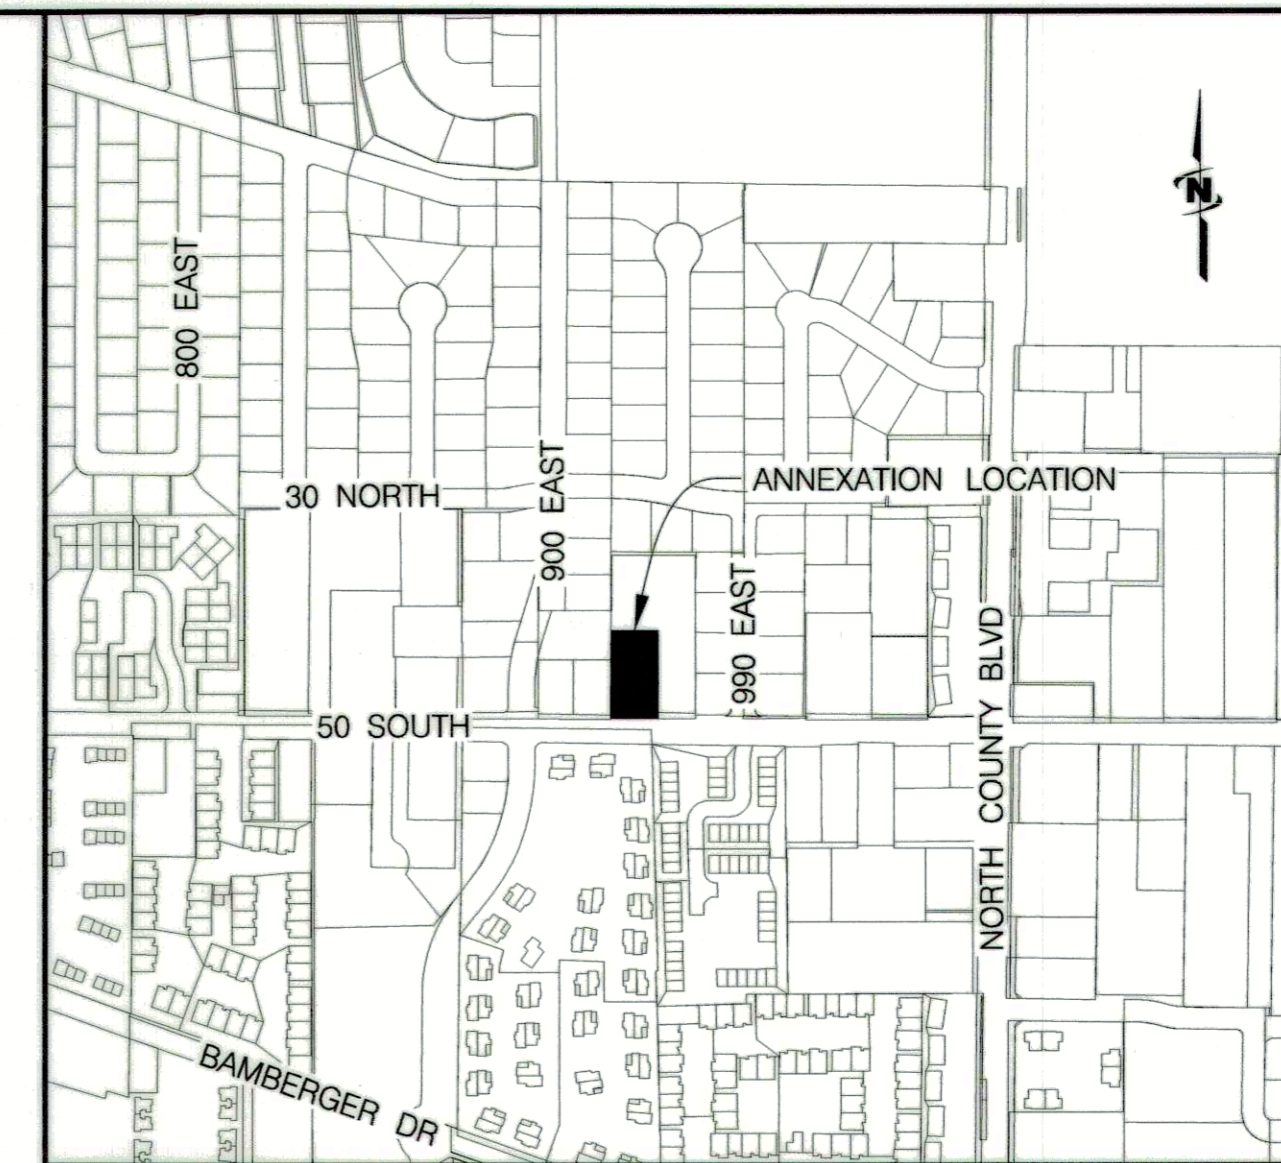 N
800 EAST
ANNEXATION LOCATION
30 NORTH
900 EAST
990 EAST
NORTH COUNTY BLVD
50 SOUTH
BAMBERGER DR